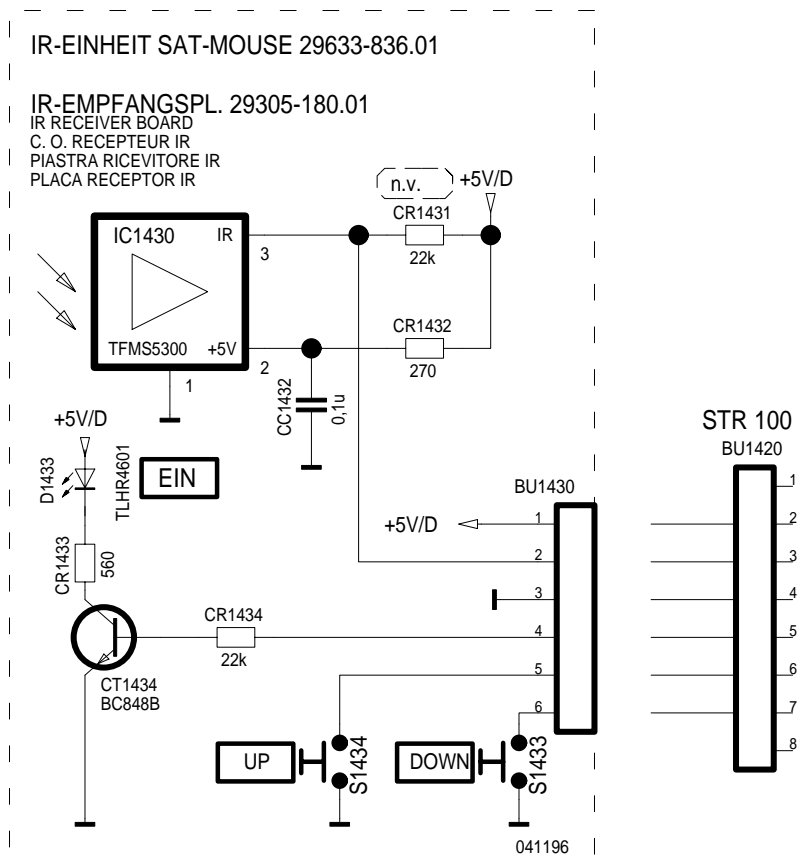 IR-EINHEIT SAT-MOUSE 29633-836.01
IR-EMPFANGSPL. 29305-180.01
IR RECEIVER BOARD
C. O. RECEPTEUR IR
PIASTRA RICEVITORE IR
PLACA RECEPTOR IR
n.v.
+5V/D
CR1431
22k
IC1430
IR
3
TFMS5300
+5V
2
1
CR1432
270
CC1432
0,1u
+5V/D
D1433
TLHR4601
EIN
CR1433
560
CT1434
BC848B
CR1434
22k
+5V/D
BU1430
1
2
3
4
5
6
UP
S1434
DOWN
S1433
041196
STR 100
BU1420
1
2
3
4
5
6
7
8